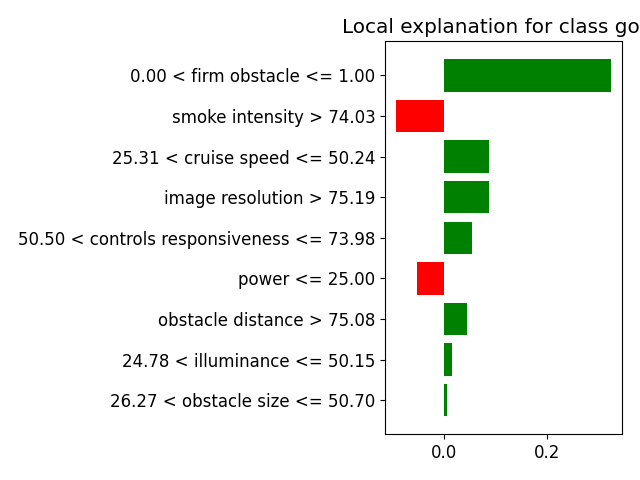 Local explanation for class go
0.00 < firm obstacle <= 1.00
smoke intensity > 74.03
25.31 < cruise speed <= 50.24
image resolution > 75.19
50.50 < controls responsiveness <= 73.98
power <= 25.00
obstacle distance > 75.08
24.78 < illuminance <= 50.15
26.27 < obstacle size <= 50.70
0.0 0.2